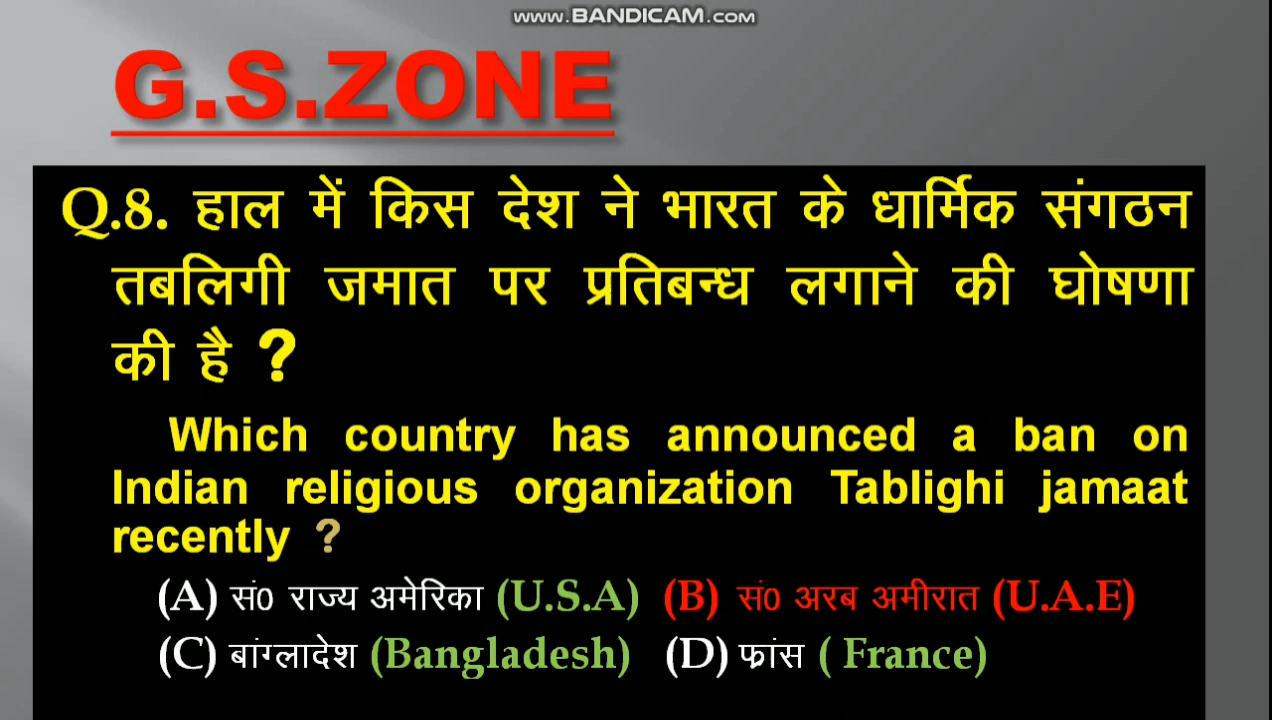 www.BANDICAM.com
G.S.ZONE
Q.8. हाल में किस देश ने भारत के धार्मिक संगठन
तबलिगी जमात पर प्रतिबन्ध लगाने की घोषणा
की है ?
Which country has announced a ban on
Indian religious organization Tablighi jamaat
recently ?
(A) सं0 राज्य अमेरिका (U.S.A) (B) सं0 अरब अमीरात (U.A.E)
(C) बांग्लादेश (Bangladesh) (D) फ्रांस ( France)